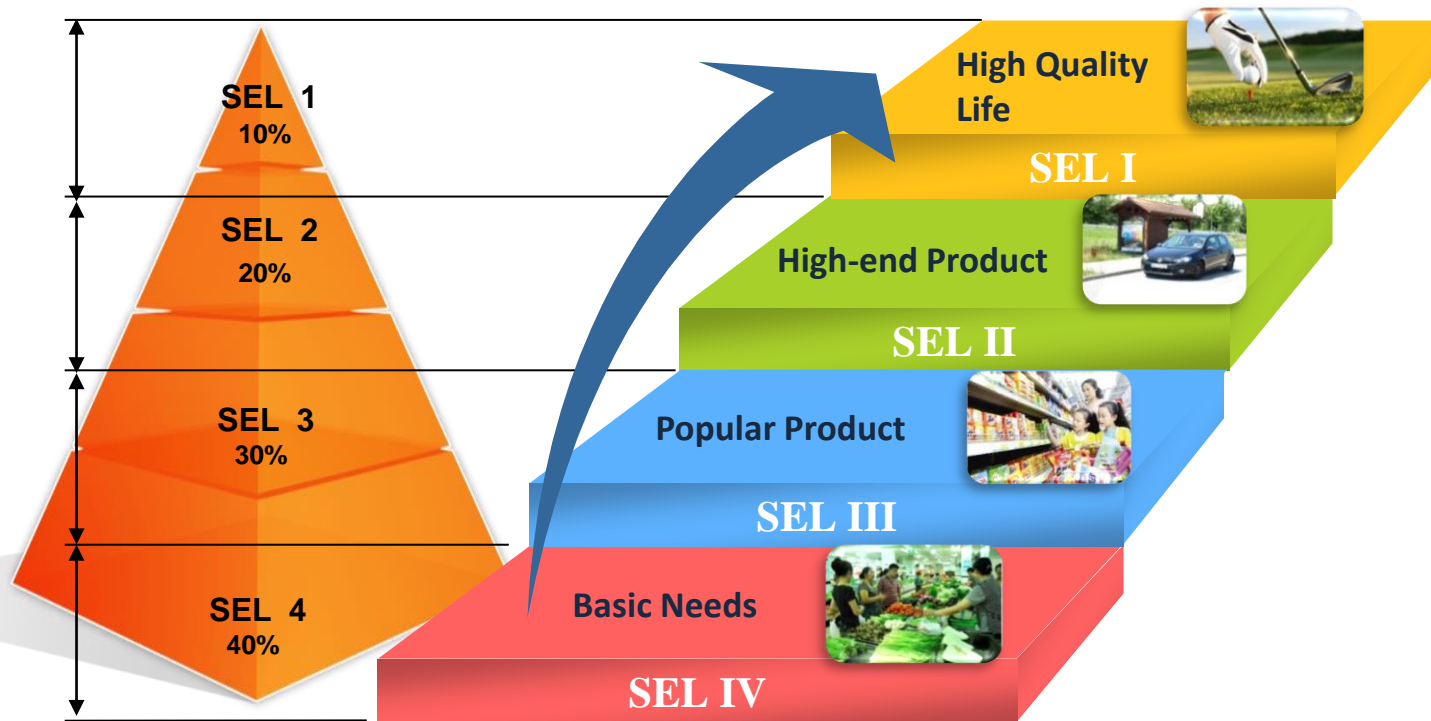 SEL 1
10%
SEL 2
20%
SEL 3
30%
SEL 4
40%
High Quality
Life
SEL I
High-end Product
SEL II
Popular Product
SEL III
Basic Needs
SEL IV